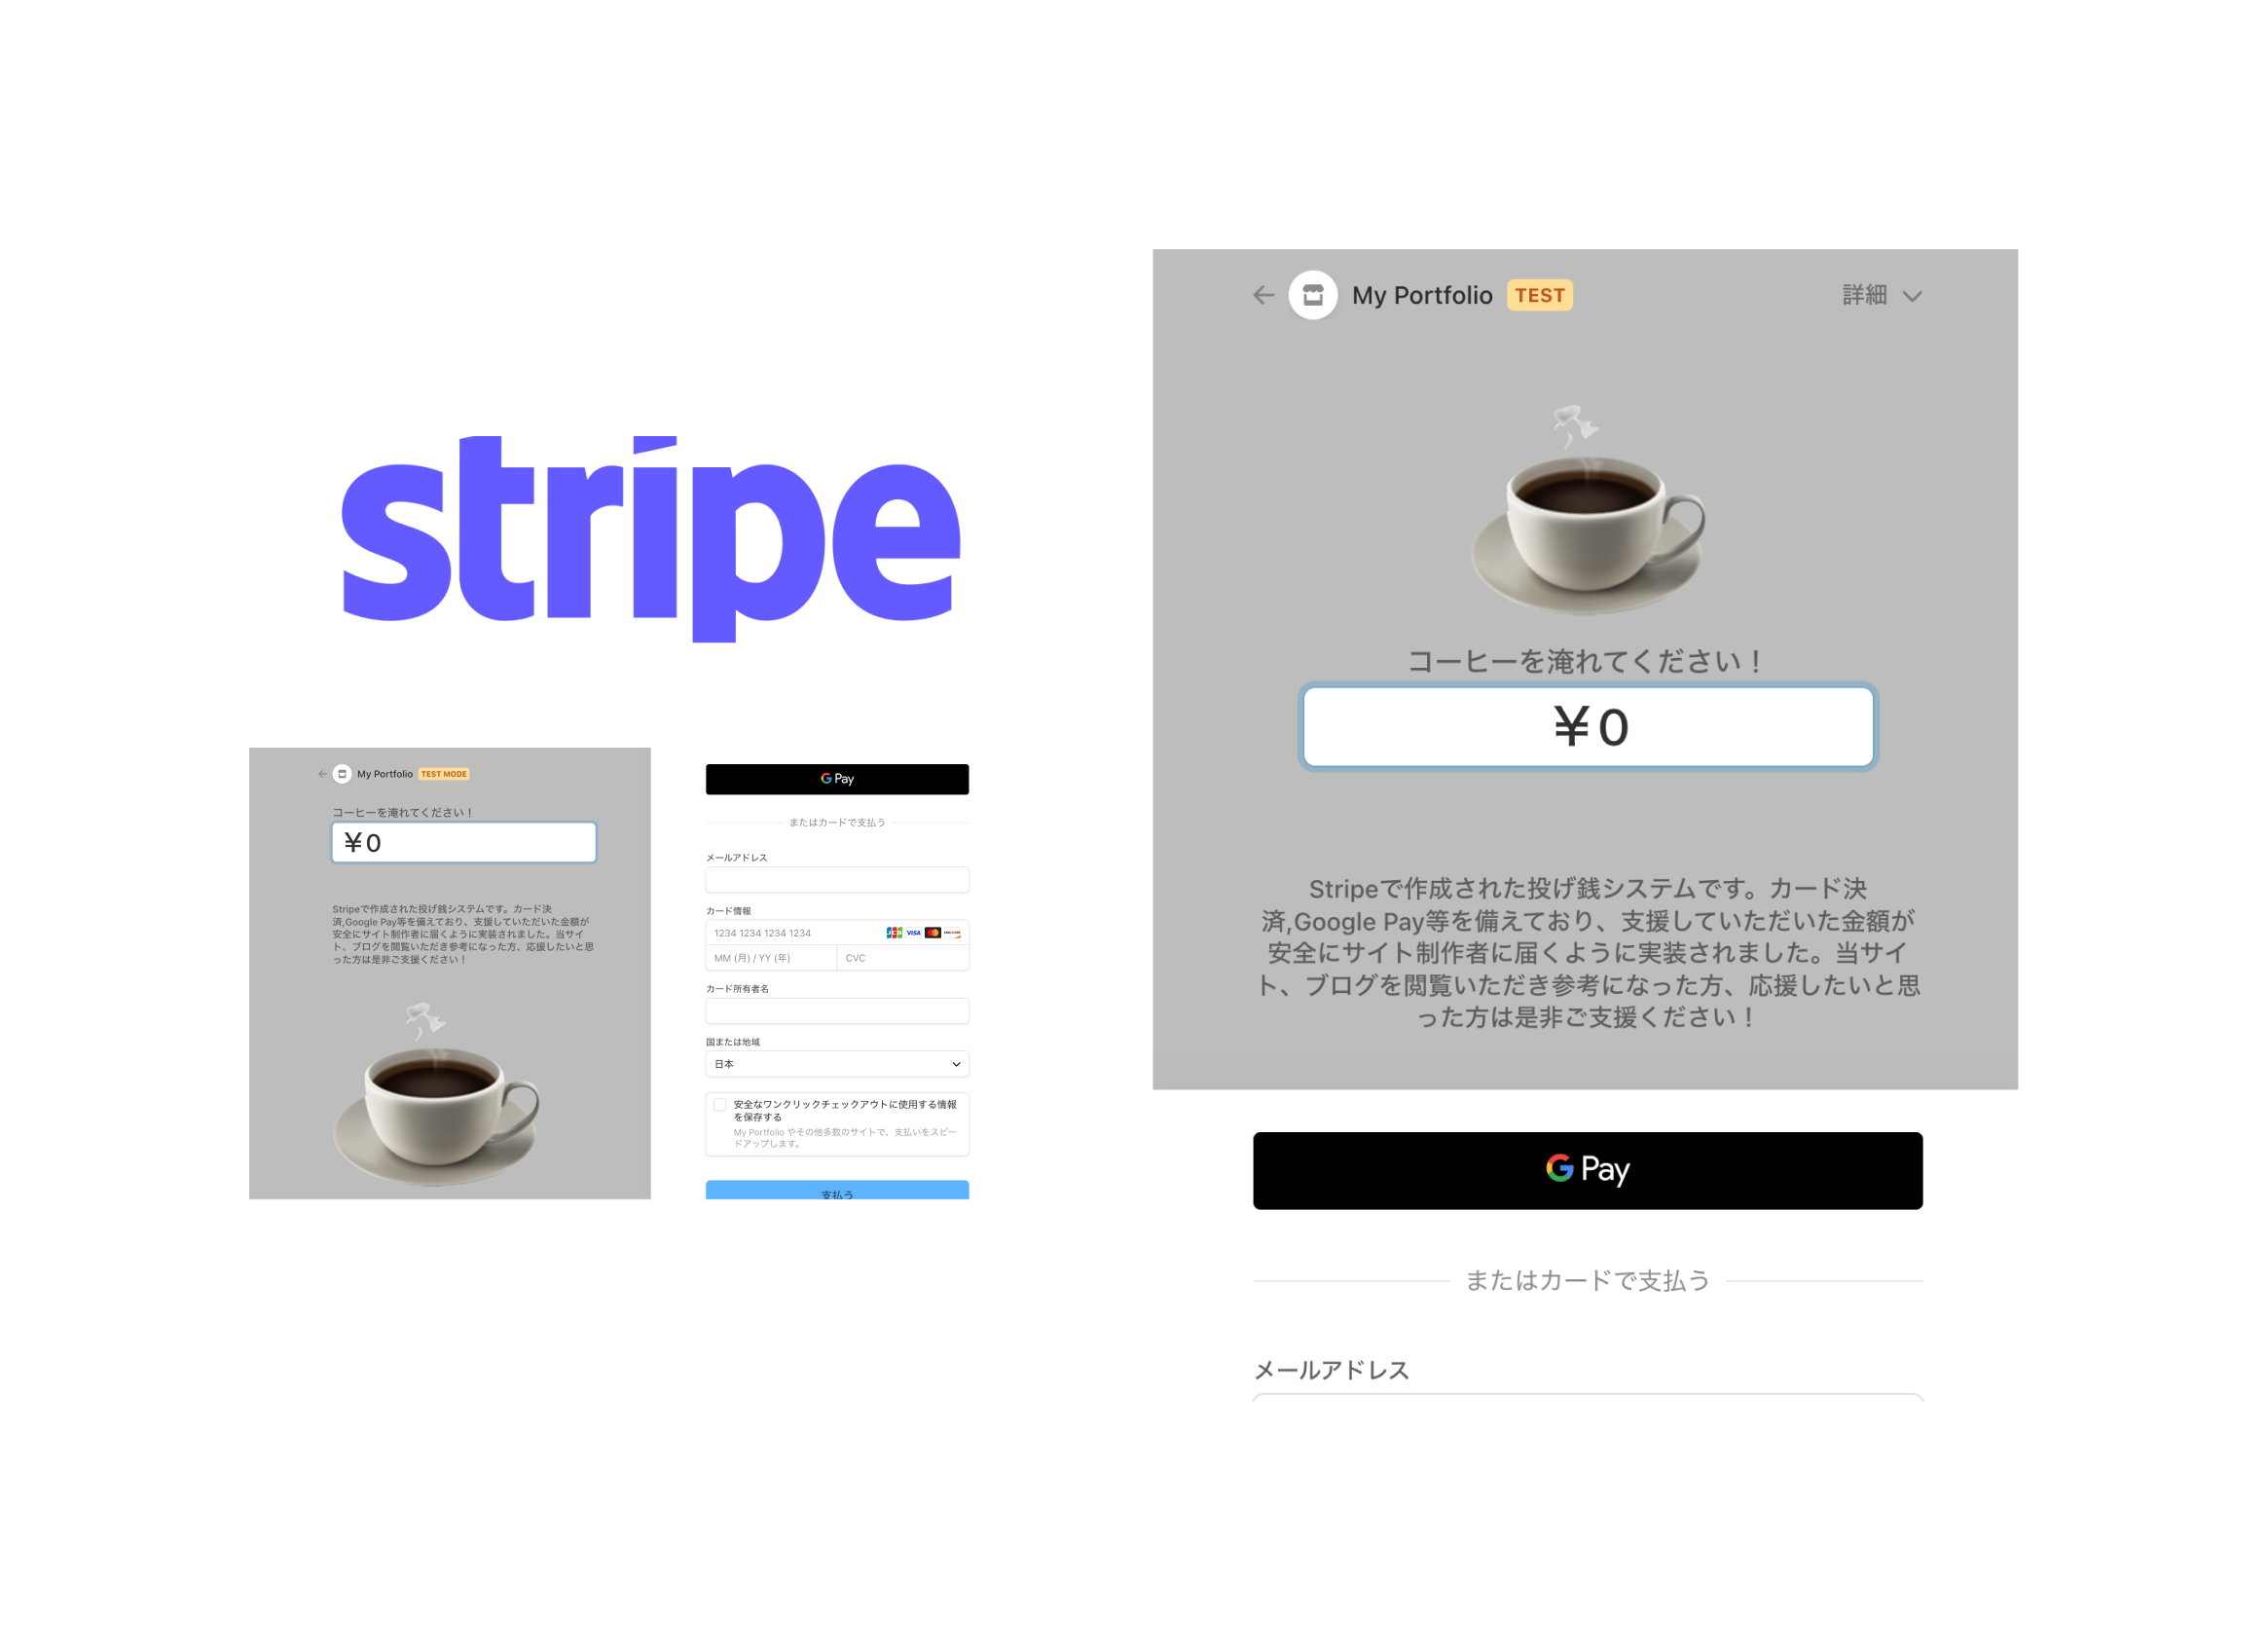 stripe
My Portfolio TEST MODE
コーヒーを淹れてください！
¥0
Stripeで作成された投げ銭システムです。カード決
済,Google Pay等を備えており、支援していただいた金額が
安全にサイト制作者に届くように実装されました。当サイ
ト、ブログを閲覧いただき参考になった方、応援したいと思
った方は是非ご支援ください！
G Pay
またはカードで支払う
メールアドレス
カード情報
1234 1234 1234 1234 JCB VISA DISCOVER
MM (月) / YY (年) CVC
カード所有者名
国または地域
日本
安全なワンクリックチェックアウトに使用する情報
を保存する
My Portfolio やその他多数のサイトで、支払いをスピー
ドアップします。
支払う
My Portfolio TEST 詳細
コーヒーを淹れてください！
¥0
Stripeで作成された投げ銭システムです。カード決
済,Google Pay等を備えており、支援していただいた金額が
安全にサイト制作者に届くように実装されました。当サイ
ト、ブログを閲覧いただき参考になった方、応援したいと思
った方は是非ご支援ください！
G Pay
またはカードで支払う
メールアドレス